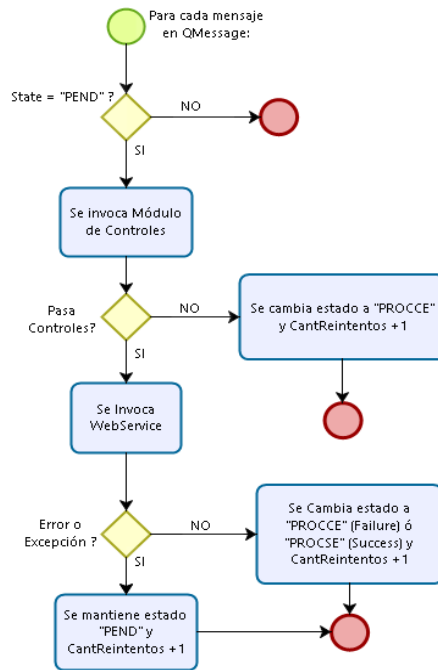 Para cada mensaje
en QMessage:
State = "PEND" ?
NO
SI
Se invoca Módulo
de Controles
Pasa
Controles?
NO
Se cambia estado a "PROCCE"
y CantReintentos +1
SI
Se Invoca
WebService
Error o
Excepción ?
NO
Se Cambia estado a
"PROCCE" (Failure) ó
"PROCSE" (Success) y
CantReintentos +1
SI
Se mantiene estado
"PEND" y
CantReintentos +1